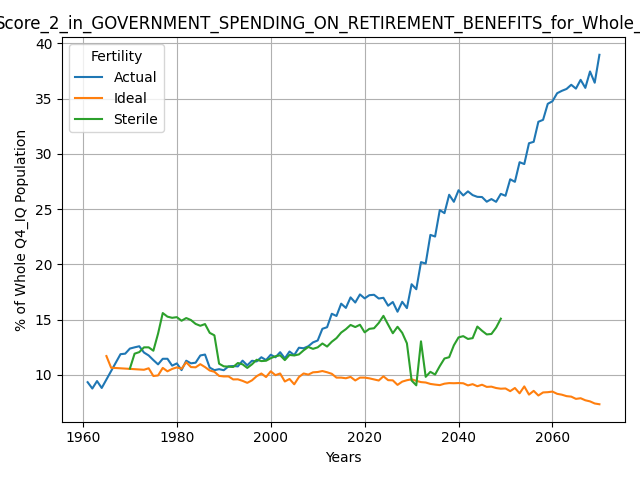 Score_2_in_GOVERNMENT_SPENDING_ON_RETIREMENT_BENEFITS_for_Whole_
Fertility
Actual
Ideal
Sterile
% of Whole Q4_IQ Population
40
35
30
25
20
15
10
1960
1980
2000
2020
2040
2060
Years